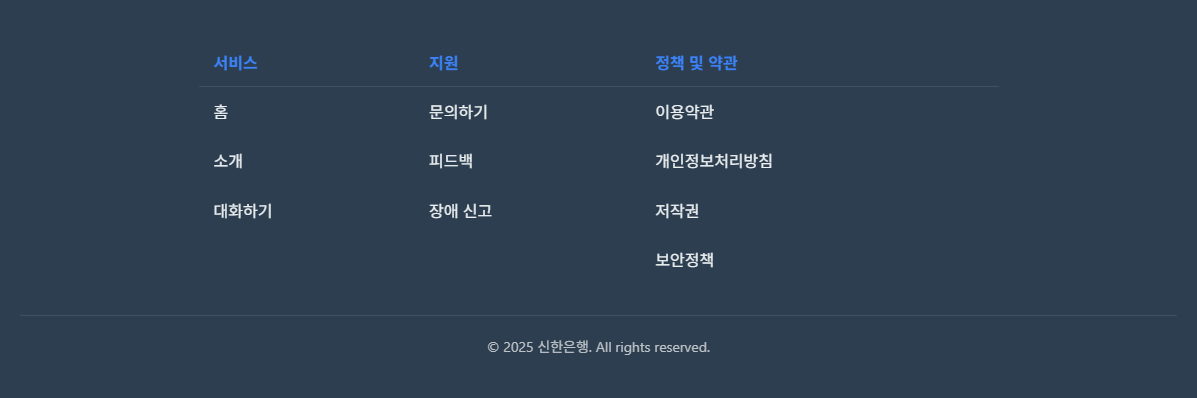 서비스 지원 정책 및 약관
홈 문의하기 이용약관
소개 피드백 개인정보처리방침
대화하기 장애 신고 저작권
보안정책
© 2025 신한은행. All rights reserved.